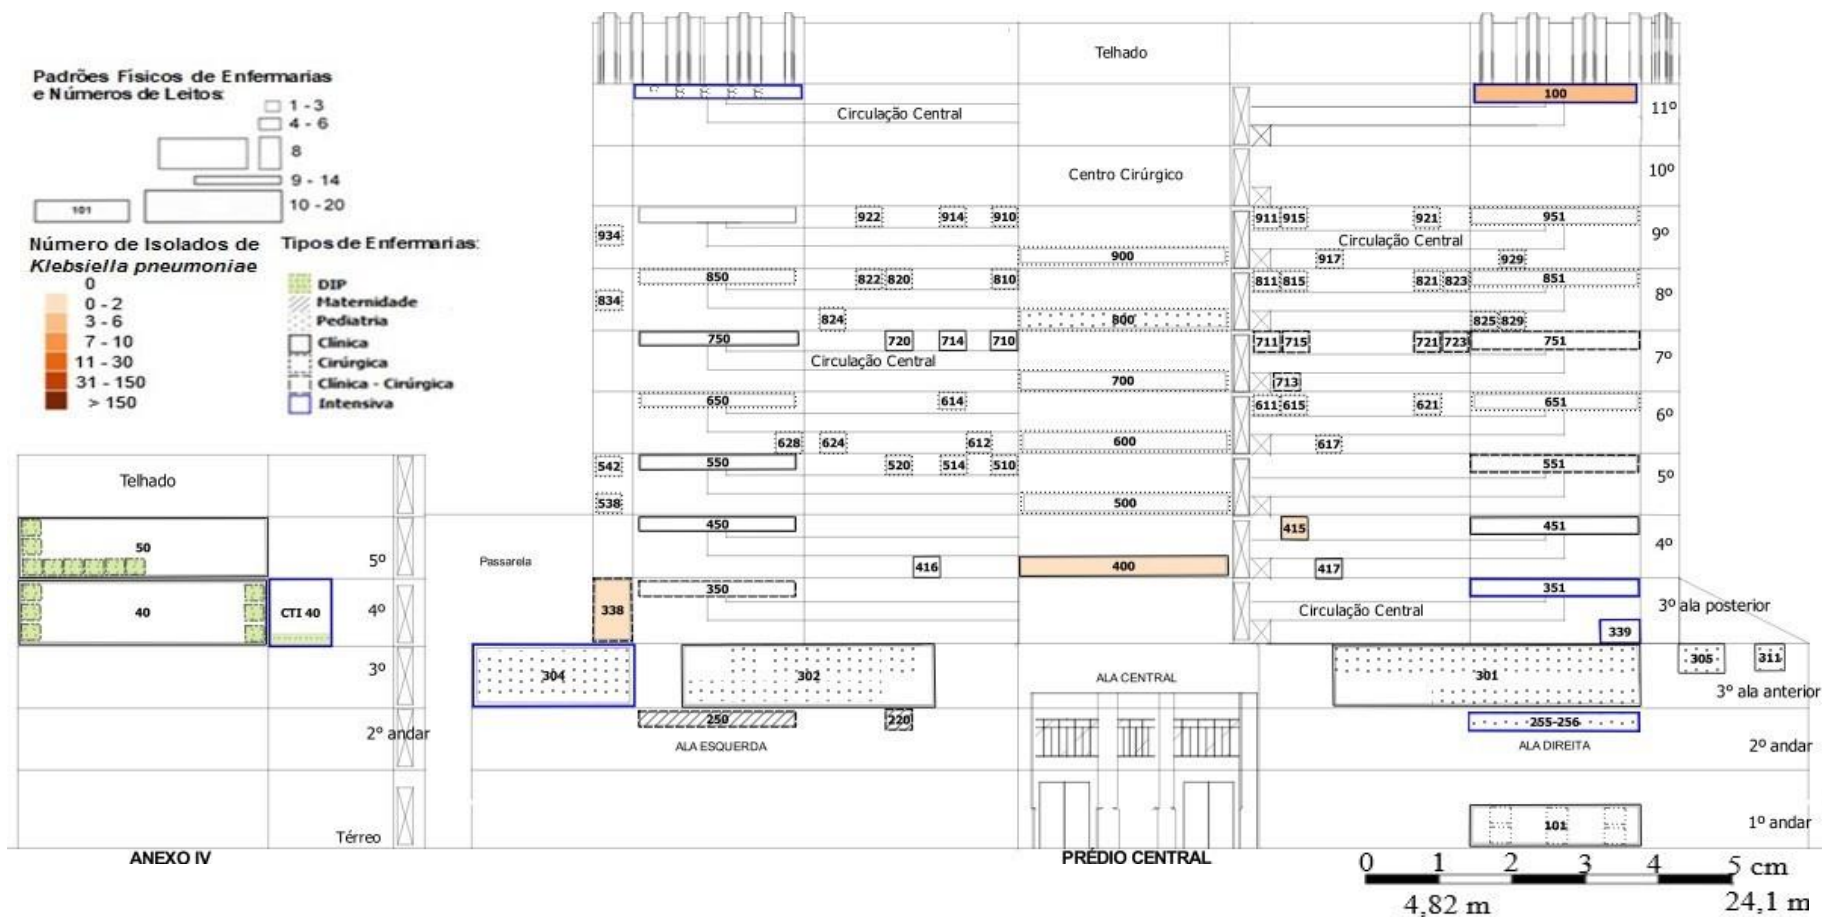 Padrões Físicos de Enfermarias
e Números de Leitos:
1 - 3
4 - 6
8
9 - 14
101
10 - 20
Número de Isolados de
Klebsiella pneumoniae
0
0 - 2
3 - 6
7 - 10
11 - 30
31 - 150
> 150
Tipos de Enfermarias:
DIP
Maternidade
Pediatria
Clínica
Cirúrgica
Clínica - Cirúrgica
Intensiva
Telhado
100
11º
Circulação Central
Centro Cirúrgico
10º
922 914 910 911 915 921 951
934
Circulação Central
9º
900 917 929
850 822 820 810 811 815 821 823 851
834
8º
824 800 825 829
750 720 714 710 711 715 721 723 751
Circulação Central
7º
700 713
650 614 611 615 621 651
6º
628 624 612 600 617
542 550 520 514 510 551
5º
538 500
Telhado
450 415 451
50
4º
Passarela
5º
416 400 417
350 351
40
CTI 40
4º
338
Circulação Central
3º ala posterior
339
3º
304
302
ALA CENTRAL
301
305
311
3º ala anterior
250
220
255-256
2º andar
ALA ESQUERDA
ALA DIREITA
2º andar
101
1º andar
Térreo
ANEXO IV
PRÉDIO CENTRAL
0 1 2 3 4 5 cm
4,82 m
24,1 m